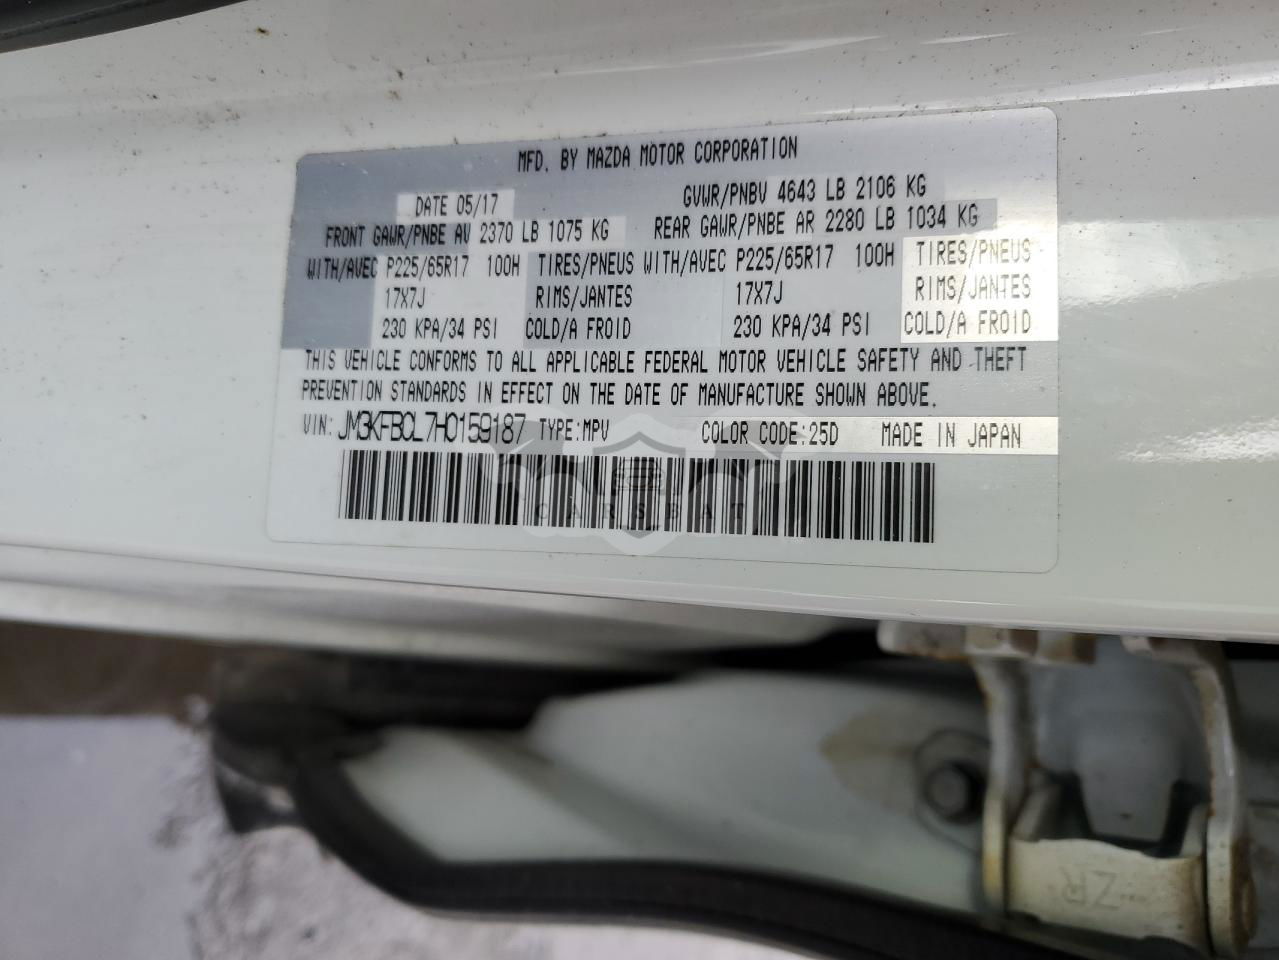 MFD. BY MAZDA MOTOR CORPORATION
DATE 05/17 GVWR/PNBV 4643 LB 2106 KG
FRONT GAWR/PNBE AV 2370 LB 1075 KG REAR GAWR/PNBE AR 2280 LB 1034 KG
WITH/AVEC P225/65R17 100H TIRES/PNEUS WITH/AVEC P225/65R17 100H TIRES/PNEUS
17X7J RIMS/JANTES 17X7J RIMS/JANTES
230 KPA/34 PSI COLD/A FROID 230 KPA/34 PSI COLD/A FROID
THIS VEHICLE CONFORMS TO ALL APPLICABLE FEDERAL MOTOR VEHICLE SAFETY AND THEFT
PREVENTION STANDARDS IN EFFECT ON THE DATE OF MANUFACTURE SHOWN ABOVE.
VIN: JM3KFBCL7H0159187 TYPE:MPV COLOR CODE:25D MADE IN JAPAN
CARSBAT